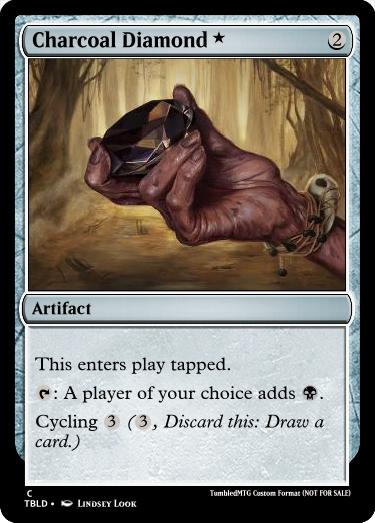 Charcoal Diamond ★ 2
Artifact
This enters play tapped.
: A player of your choice adds .
Cycling 3 (3, Discard this: Draw a
card.)
C
TBLD • LINDSEY LOOK
TumbledMTG Custom Format (NOT FOR SALE)